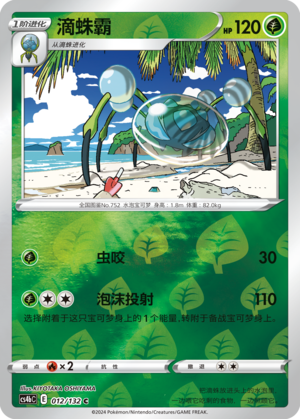 1阶进化
滴蛛霸
HP 120
从滴蛛进化
全国图鉴No.752 水泡宝可梦 身高：1.8m 体重：82.0kg
虫咬 30
泡沫投射 110
选择附于这只宝可梦身上的1个能量，转附于备战宝可梦身上。
弱点 ×2 抵抗力 撤退
Illus. KIYOTAKA OSHIYAMA
CS4bC E 012/132 C
©2024 Pokémon/Nintendo/Creatures/GAME FREAK.